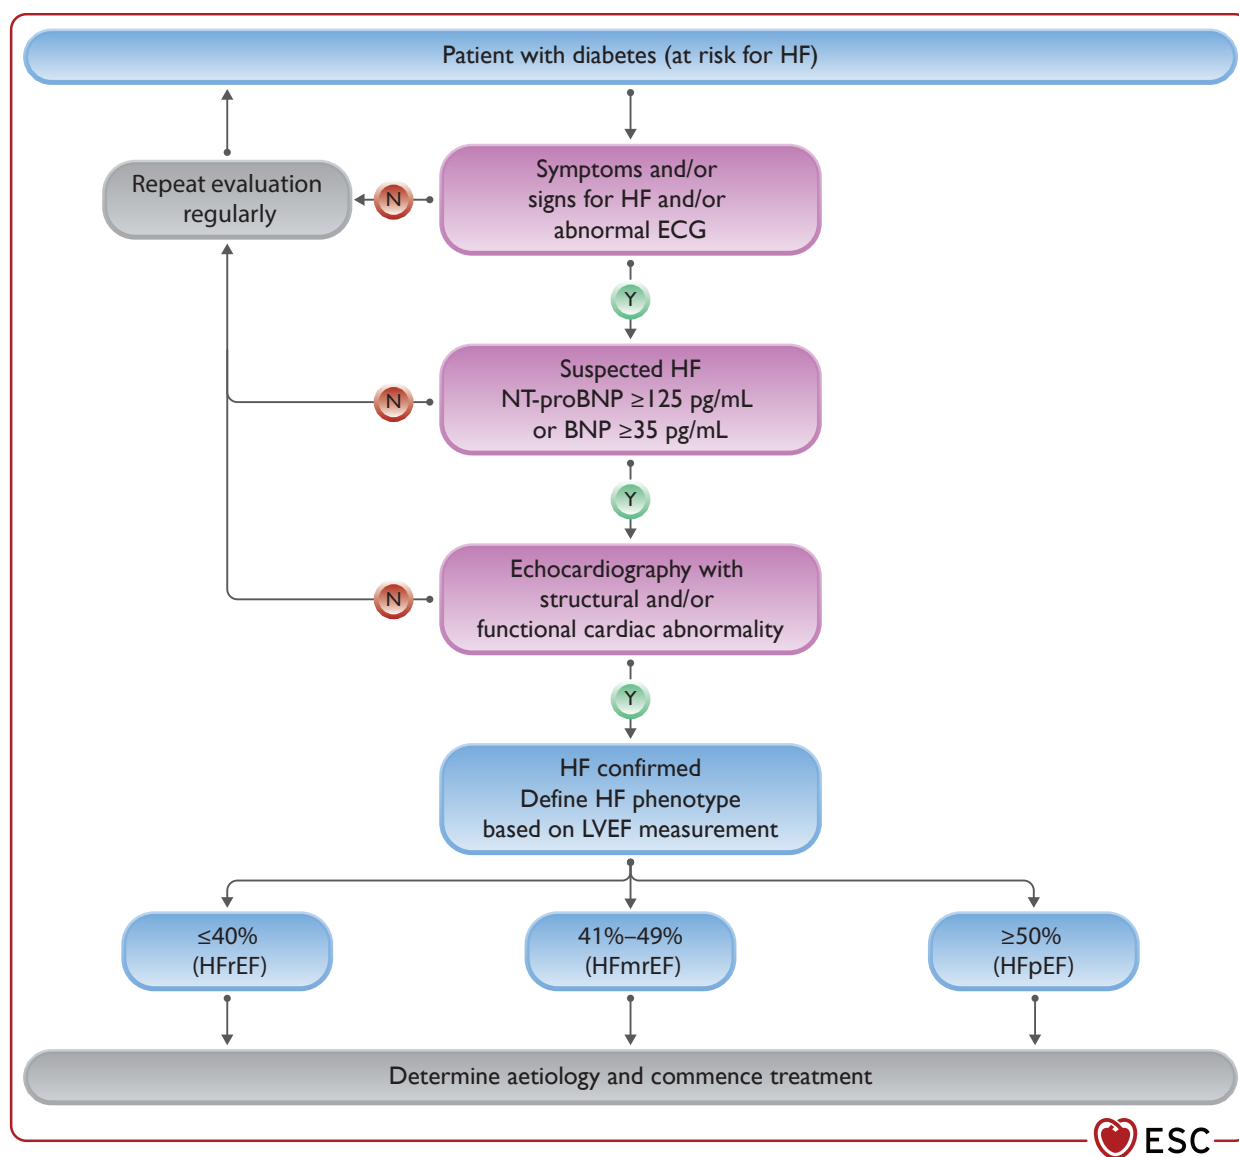 Patient with diabetes (at risk for HF)
Symptoms and/or
signs for HF and/or
abnormal ECG
N
Repeat evaluation
regularly
Y
Suspected HF
NT-proBNP ≥125 pg/mL
or BNP ≥35 pg/mL
N
Y
Echocardiography with
structural and/or
functional cardiac abnormality
N
Y
HF confirmed
Define HF phenotype
based on LVEF measurement
≤40%
(HFrEF)
41%–49%
(HFmrEF)
≥50%
(HFpEF)
Determine aetiology and commence treatment
ESC